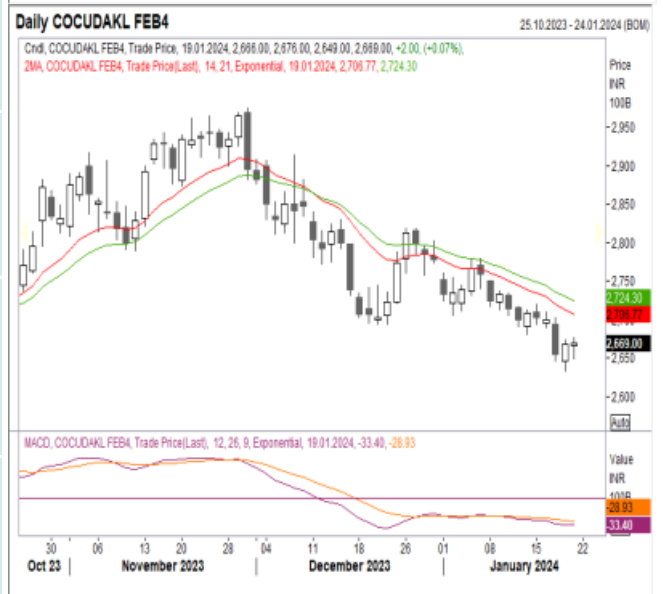 Daily COCUDAKL FEB4
25.10.2023 - 24.01.2024 (BOM)
Cndl, COCUDAKL FEB4, Trade Price, 19.01.2024, 2,666.00, 2,676.00, 2,649.00, 2,669.00, +2.00, (+0.07%),
2MA, COCUDAKL FEB4, Trade Price(Last), 14, 21, Exponential, 19.01.2024, 2,706.77, 2,724.30
Price
INR
100B
2,950
2,900
2,850
2,800
2,750
2,724.30
2,706.77
2,669.00
2,650
2,600
Auto
MACD, COCUDAKL FEB4, Trade Price(Last), 12, 26, 9, Exponential, 19.01.2024, -33.40, -28.93
Value
INR
100B
-28.93
-33.40
30 06 13 20 28 04 11 18 26 01 08 15 22
Oct 23 November 2023 December 2023 January 2024